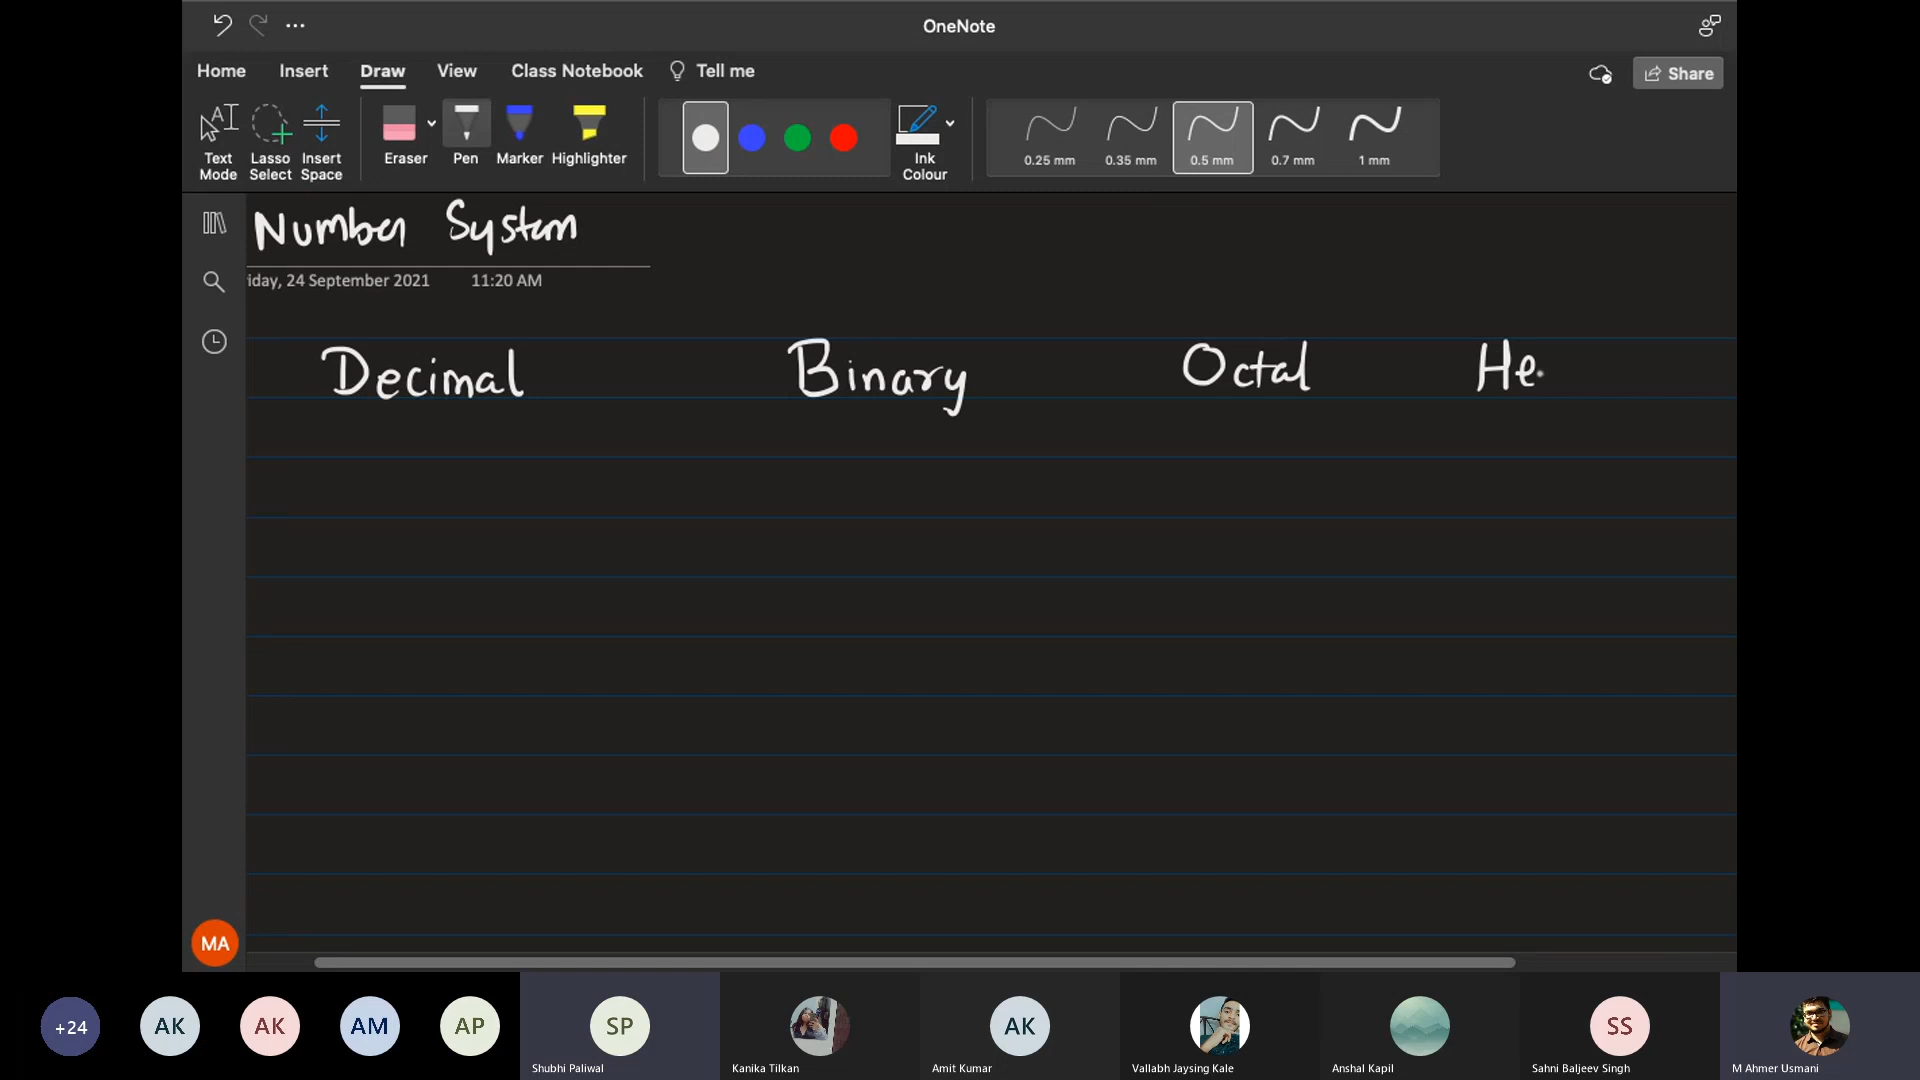 OneNote
Home Insert Draw View Class Notebook Tell me Share
Text Mode Lasso Select Insert Space Eraser Pen Marker Highlighter Ink Colour 0.25 mm 0.35 mm 0.5 mm 0.7 mm 1 mm
Number System
iday, 24 September 2021 11:20 AM
Decimal Binary Octal He
MA
+24 AK AK AM AP SP AK SS
Shubhi Paliwal Kanika Tilkan Amit Kumar Vallabh Jaysing Kale Anshal Kapil Sahni Baljeev Singh M Ahmer Usmani